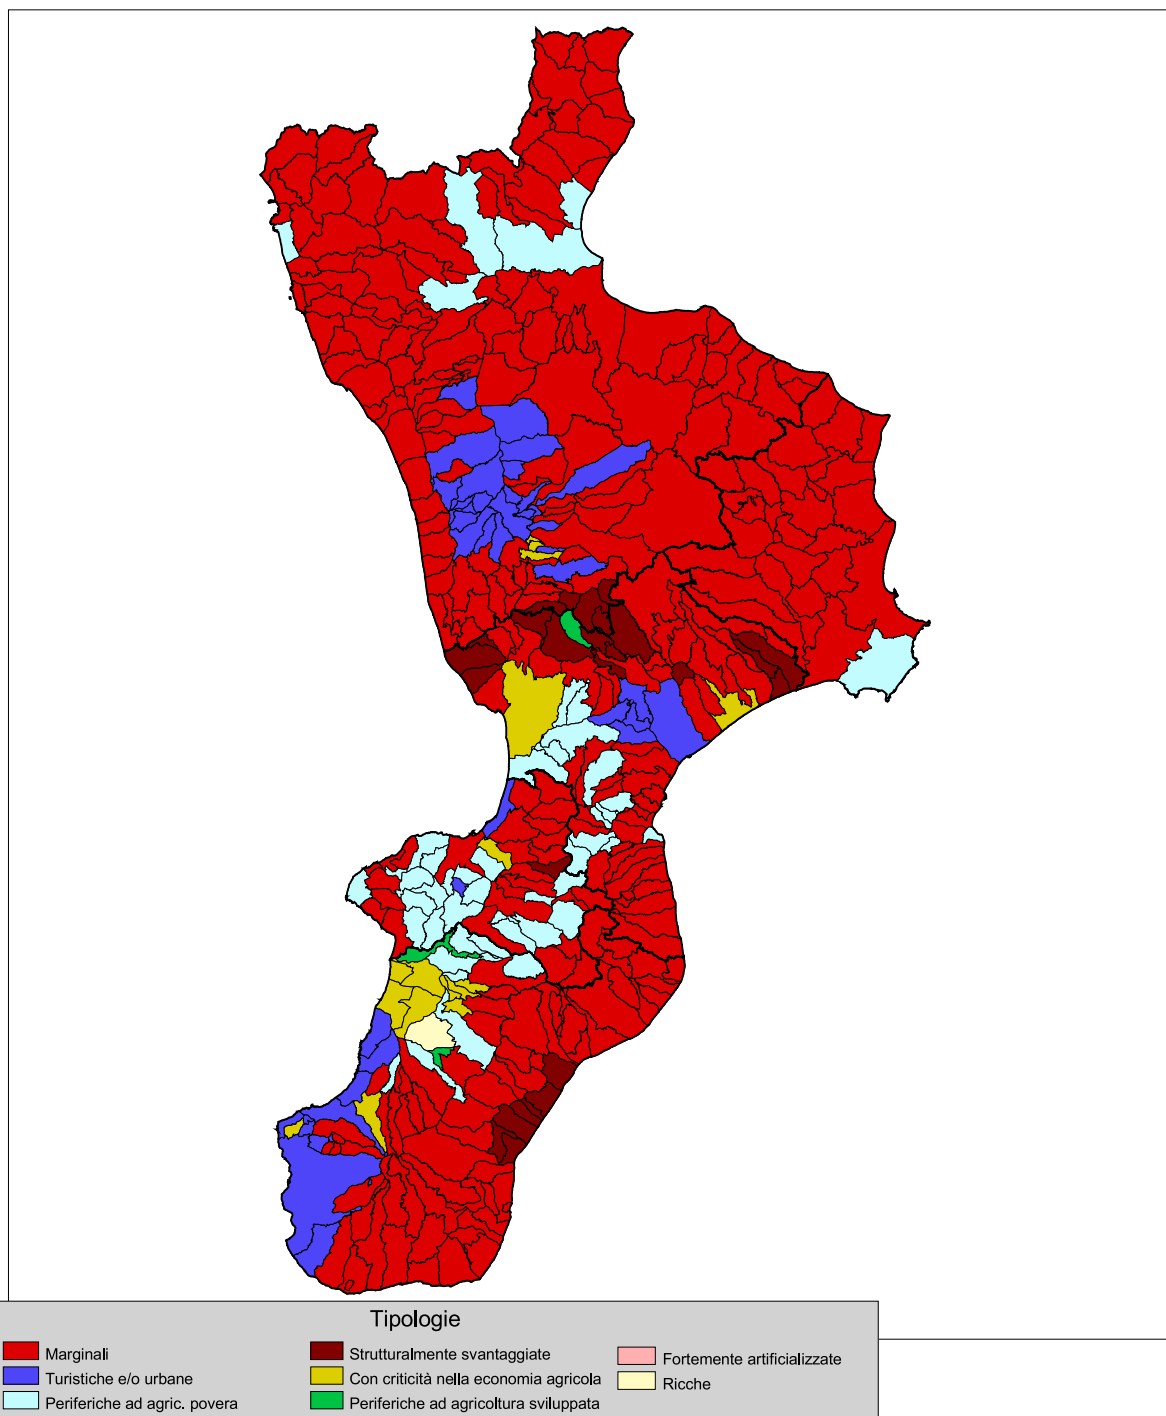 Tipologie
Marginali
Turistiche e/o urbane
Periferiche ad agric. povera
Strutturalmente svantaggiate
Con criticità nella economia agricola
Periferiche ad agricoltura sviluppata
Fortemente artificializzate
Ricche